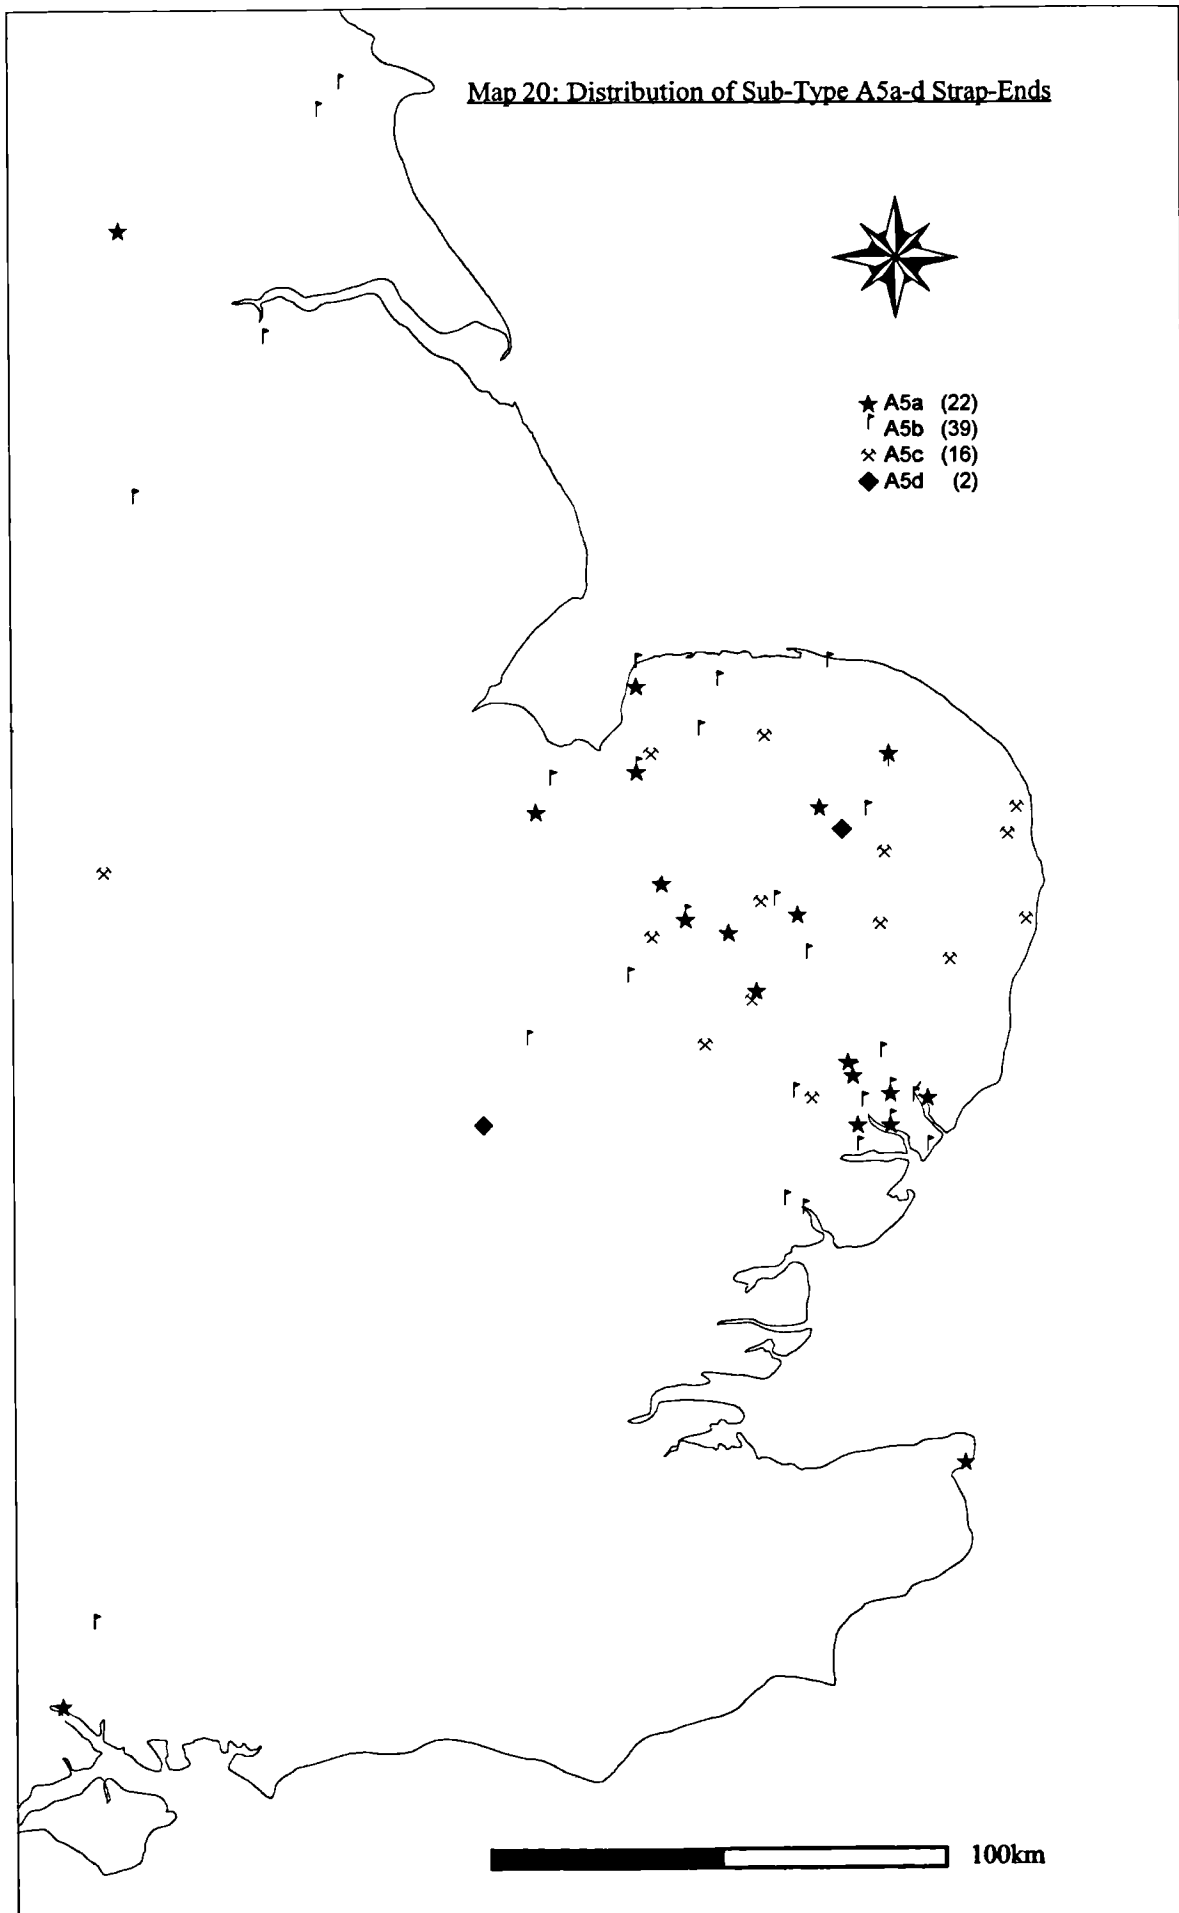 Map 20: Distribution of Sub-Type A5a-d Strap-Ends
A5a (22)
A5b (39)
A5c (16)
A5d (2)
100km